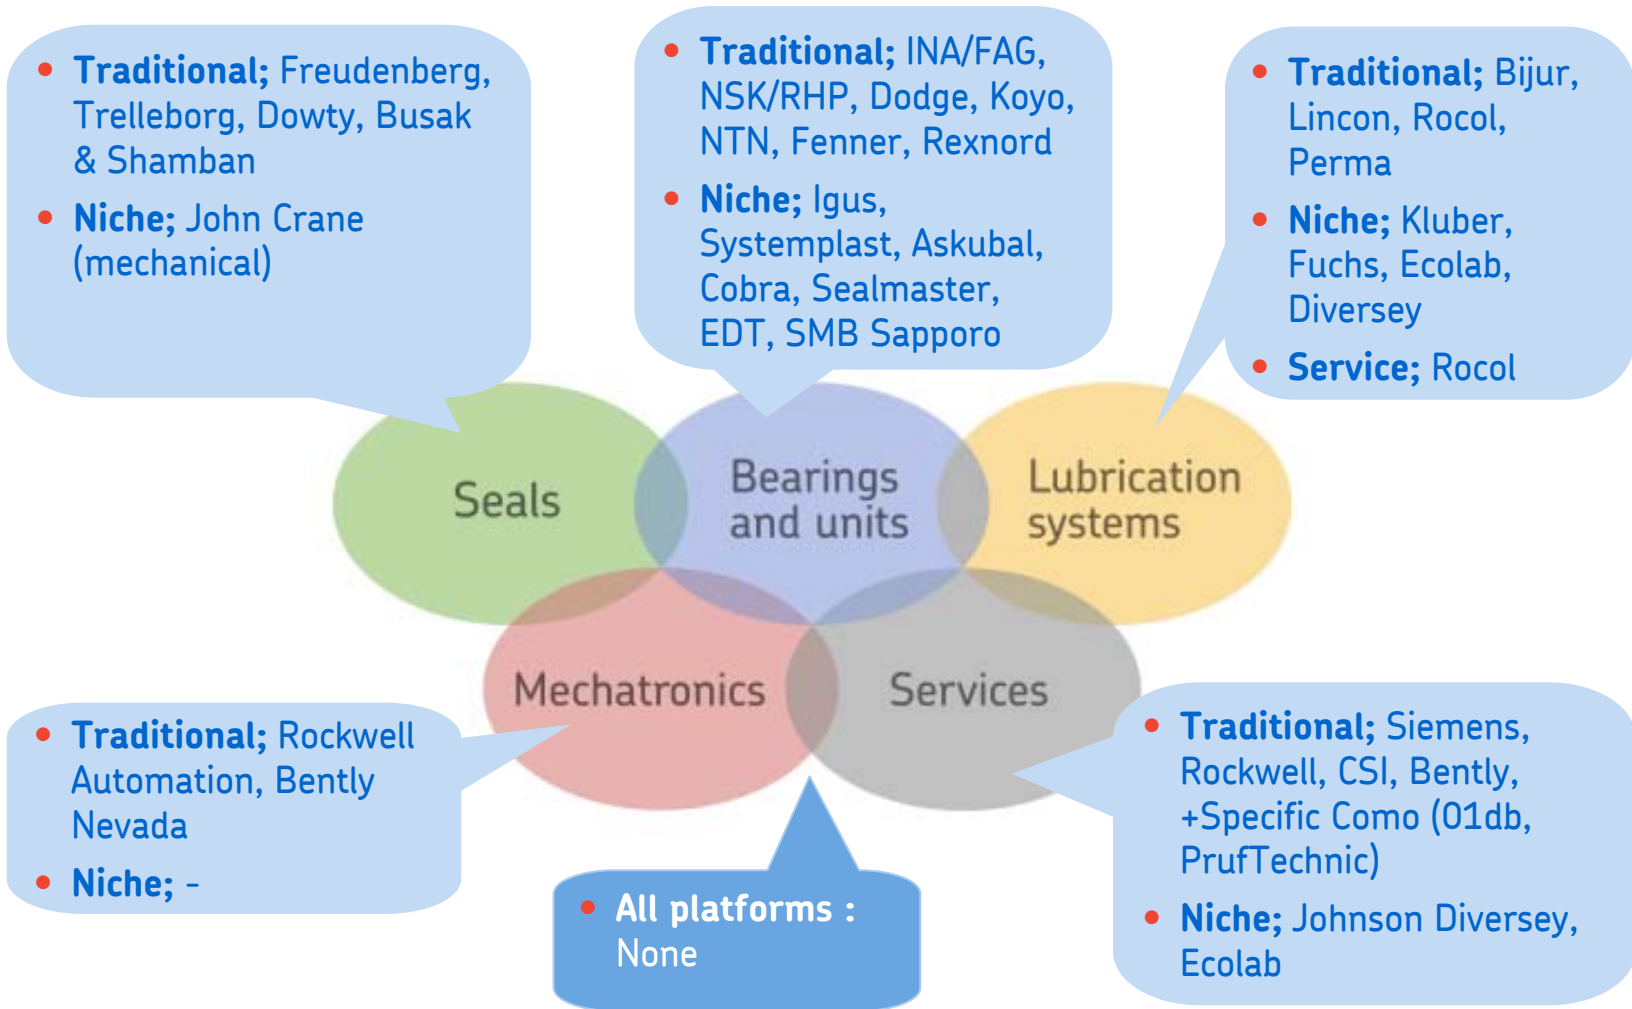 • Traditional; Freudenberg,
Trelleborg, Dowty, Busak
& Shamban
• Niche; John Crane
(mechanical)
• Traditional; INA/FAG,
NSK/RHP, Dodge, Koyo,
NTN, Fenner, Rexnord
• Niche; Igus,
Systemplast, Askubal,
Cobra, Sealmaster,
EDT, SMB Sapporo
• Traditional; Bijur,
Lincon, Rocol,
Perma
• Niche; Kluber,
Fuchs, Ecolab,
Diversey
• Service; Rocol
Seals
Bearings
and units
Lubrication
systems
Mechatronics
Services
• Traditional; Rockwell
Automation, Bently
Nevada
• Niche; -
• All platforms :
None
• Traditional; Siemens,
Rockwell, CSI, Bently,
+Specific Como (01db,
PrufTechnic)
• Niche; Johnson Diversey,
Ecolab